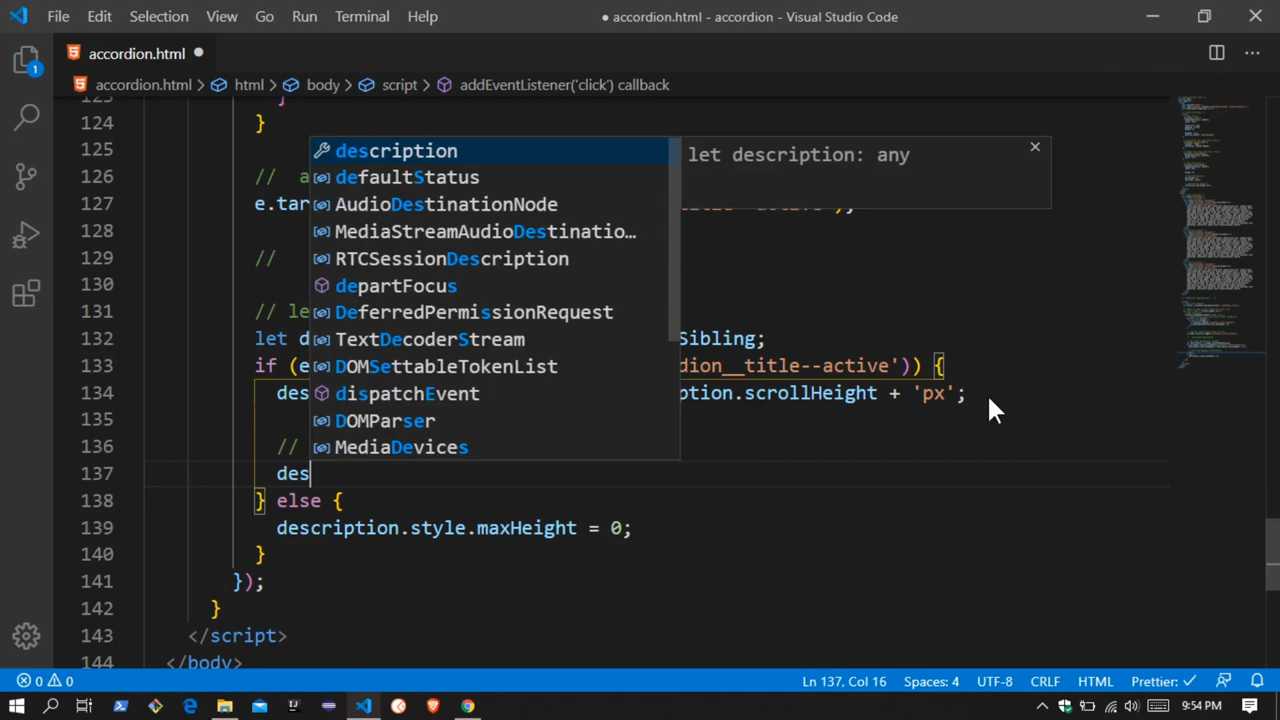 File Edit Selection View Go Run Terminal Help
● accordion.html - accordion - Visual Studio Code
accordion.html ●
accordion.html > html > body > script > addEventListener('click') callback
123 }
124 }
125
126 // a
127 e.tar
128
129 //
130
131 // le
132 let d Sibling;
133 if (e dion__title--active')) {
134 des ption.scrollHeight + 'px';
135
136 //
137 des
138 } else {
139 description.style.maxHeight = 0;
140 }
141 });
142 }
143 </script>
144 </body>
description
defaultStatus
AudioDestinationNode
MediaStreamAudioDestinatio…
RTCSessionDescription
departFocus
DeferredPermissionRequest
TextDecoderStream
DOMSettableTokenList
dispatchEvent
DOMParser
MediaDevices
let description: any
1
0 0
Ln 137, Col 16 Spaces: 4 UTF-8 CRLF HTML Prettier: ✓
9:54 PM